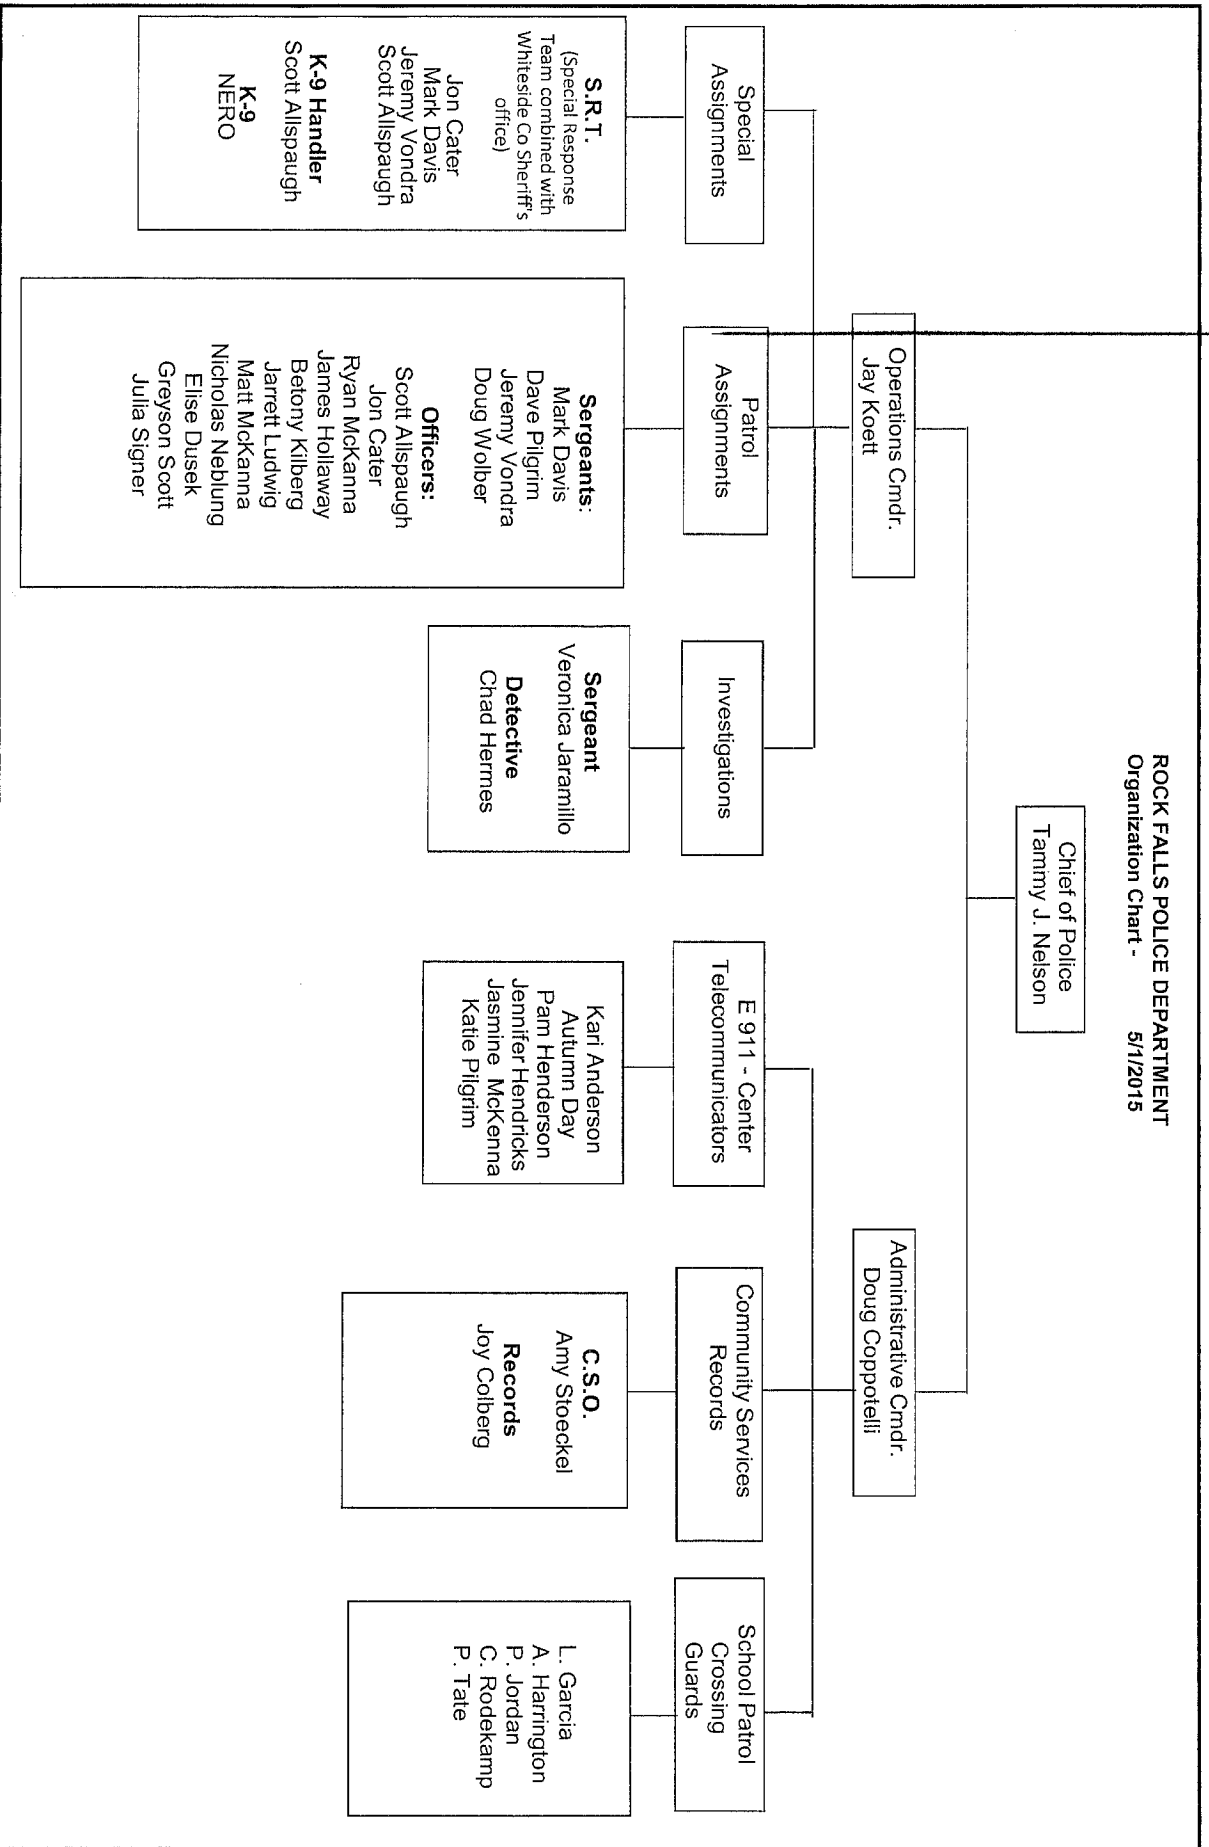 ROCK FALLS POLICE DEPARTMENT
Organization Chart - 5/1/2015
Chief of Police
Tammy J. Nelson
Operations Cmdr.
Jay Koett
Administrative Cmdr.
Doug Coppotelli
Special
Assignments
Patrol
Assignments
Investigations
E 911 - Center
Telecommunicators
Community Services
Records
School Patrol
Crossing
Guards
S.R.T.
(Special Response
Team combined with
Whiteside Co Sheriff's
office)
Jon Cater
Mark Davis
Jeremy Vondra
Scott Allspaugh
K-9 Handler
Scott Allspaugh
K-9
NERO
Sergeants:
Mark Davis
Dave Pilgrim
Jeremy Vondra
Doug Wolber
Officers:
Scott Allspaugh
Jon Cater
Ryan McKanna
James Hollaway
Betony Kilberg
Jarrett Ludwig
Matt McKanna
Nicholas Neblung
Elise Dusek
Greyson Scott
Julia Signer
Sergeant
Veronica Jaramillo
Detective
Chad Hermes
Kari Anderson
Autumn Day
Pam Henderson
Jennifer Hendricks
Jasmine McKenna
Katie Pilgrim
C.S.O.
Amy Stoeckel
Records
Joy Colberg
L. Garcia
A. Harrington
P. Jordan
C. Rodekamp
P. Tate